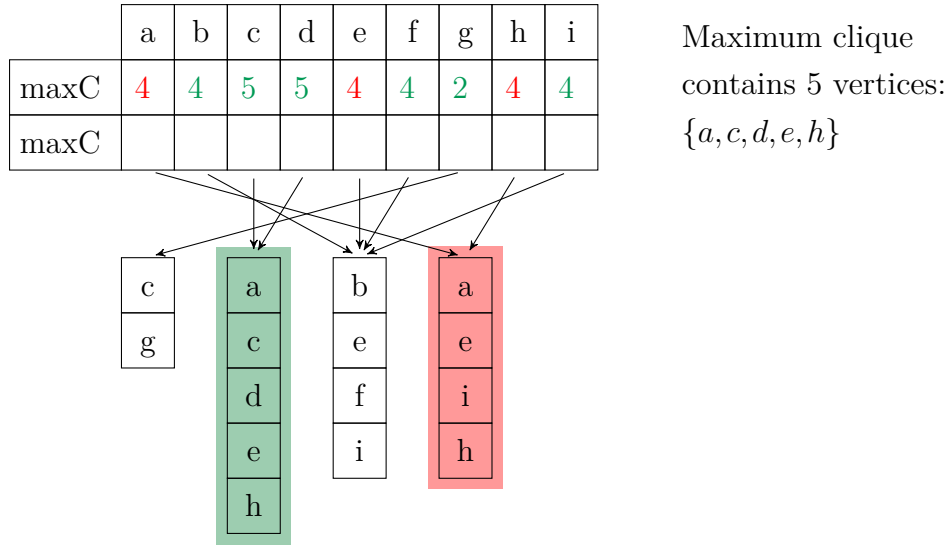 a b c d e f g h i
maxC 4 4 5 5 4 4 2 4 4
maxC
Maximum clique
contains 5 vertices:
{a, c, d, e, h}
c a b a
g c e e
d f i
e i h
h